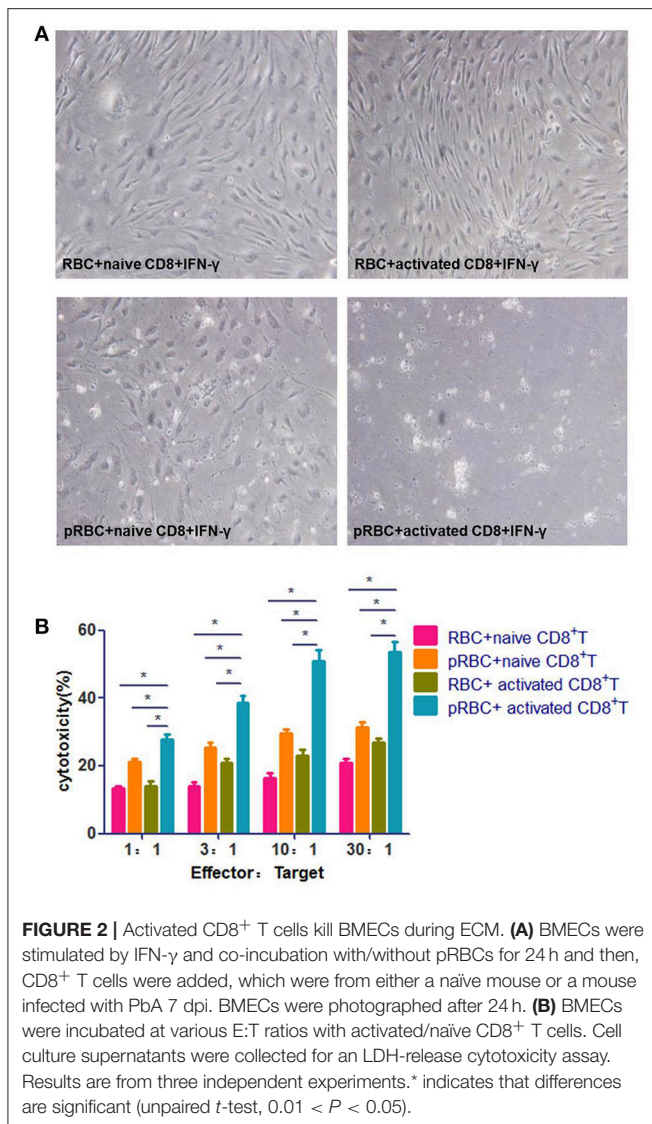 A
RBC+naive CD8+IFN-γ
RBC+activated CD8+IFN-γ
pRBC+naive CD8+IFN-γ
pRBC+activated CD8+IFN-γ
B
cytotoxicity(%)
60
40
20
0
* * *
* * *
* * *
* * *
1: 1
3: 1
10: 1
30: 1
Effector: Target
RBC+naive CD8⁺T
pRBC+naive CD8⁺T
RBC+ activated CD8⁺T
pRBC+ activated CD8⁺T
FIGURE 2 | Activated CD8⁺ T cells kill BMECs during ECM. (A) BMECs were
stimulated by IFN-γ and co-incubation with/without pRBCs for 24 h and then,
CD8⁺ T cells were added, which were from either a naïve mouse or a mouse
infected with PbA 7 dpi. BMECs were photographed after 24 h. (B) BMECs
were incubated at various E:T ratios with activated/naïve CD8⁺ T cells. Cell
culture supernatants were collected for an LDH-release cytotoxicity assay.
Results are from three independent experiments.* indicates that differences
are significant (unpaired t-test, 0.01 < P < 0.05).